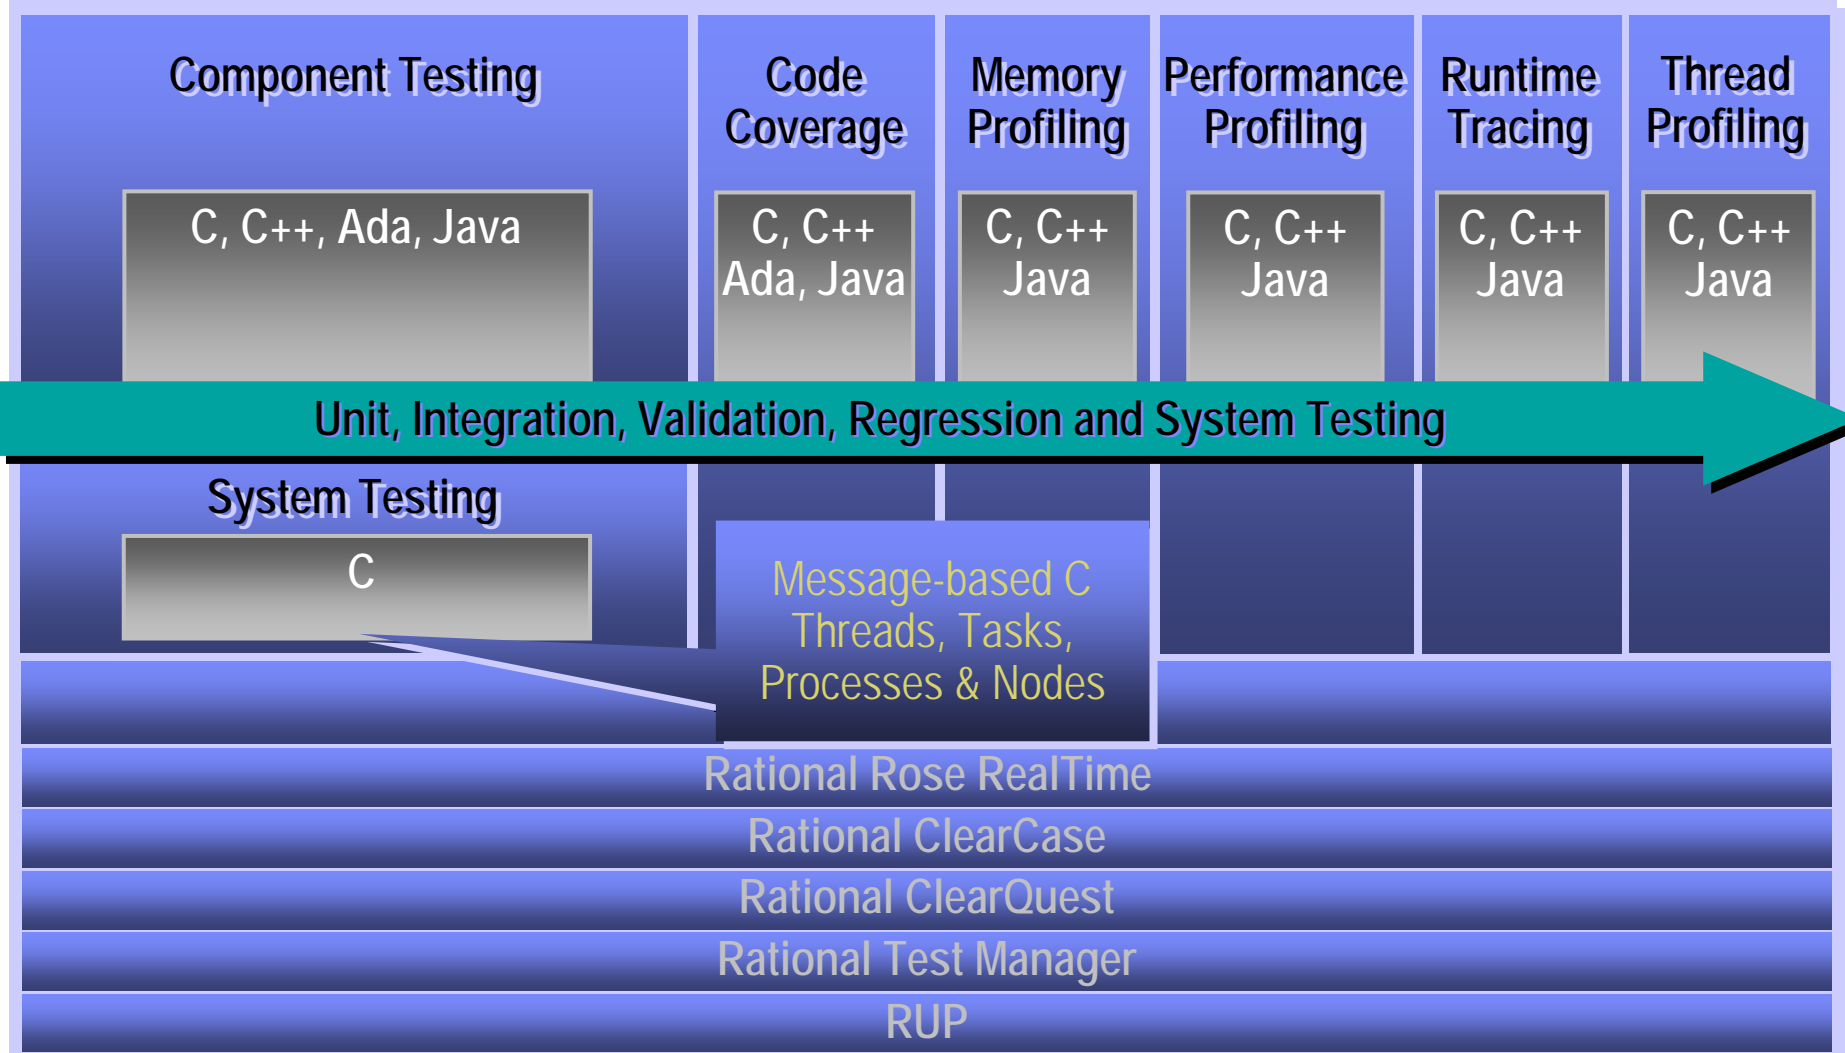 Component Testing
C, C++, Ada, Java
Code
Coverage
C, C++
Ada, Java
Memory
Profiling
C, C++
Java
Performance
Profiling
C, C++
Java
Runtime
Tracing
C, C++
Java
Thread
Profiling
C, C++
Java
Unit, Integration, Validation, Regression and System Testing
System Testing
C
Message-based C
Threads, Tasks,
Processes & Nodes
Rational Rose RealTime
Rational ClearCase
Rational ClearQuest
Rational Test Manager
RUP